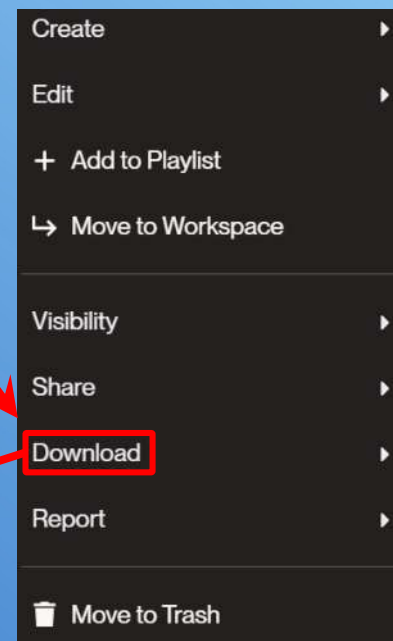 Create
Edit
+ Add to Playlist
Move to Workspace
Visibility
Share
Download
Report
Move to Trash